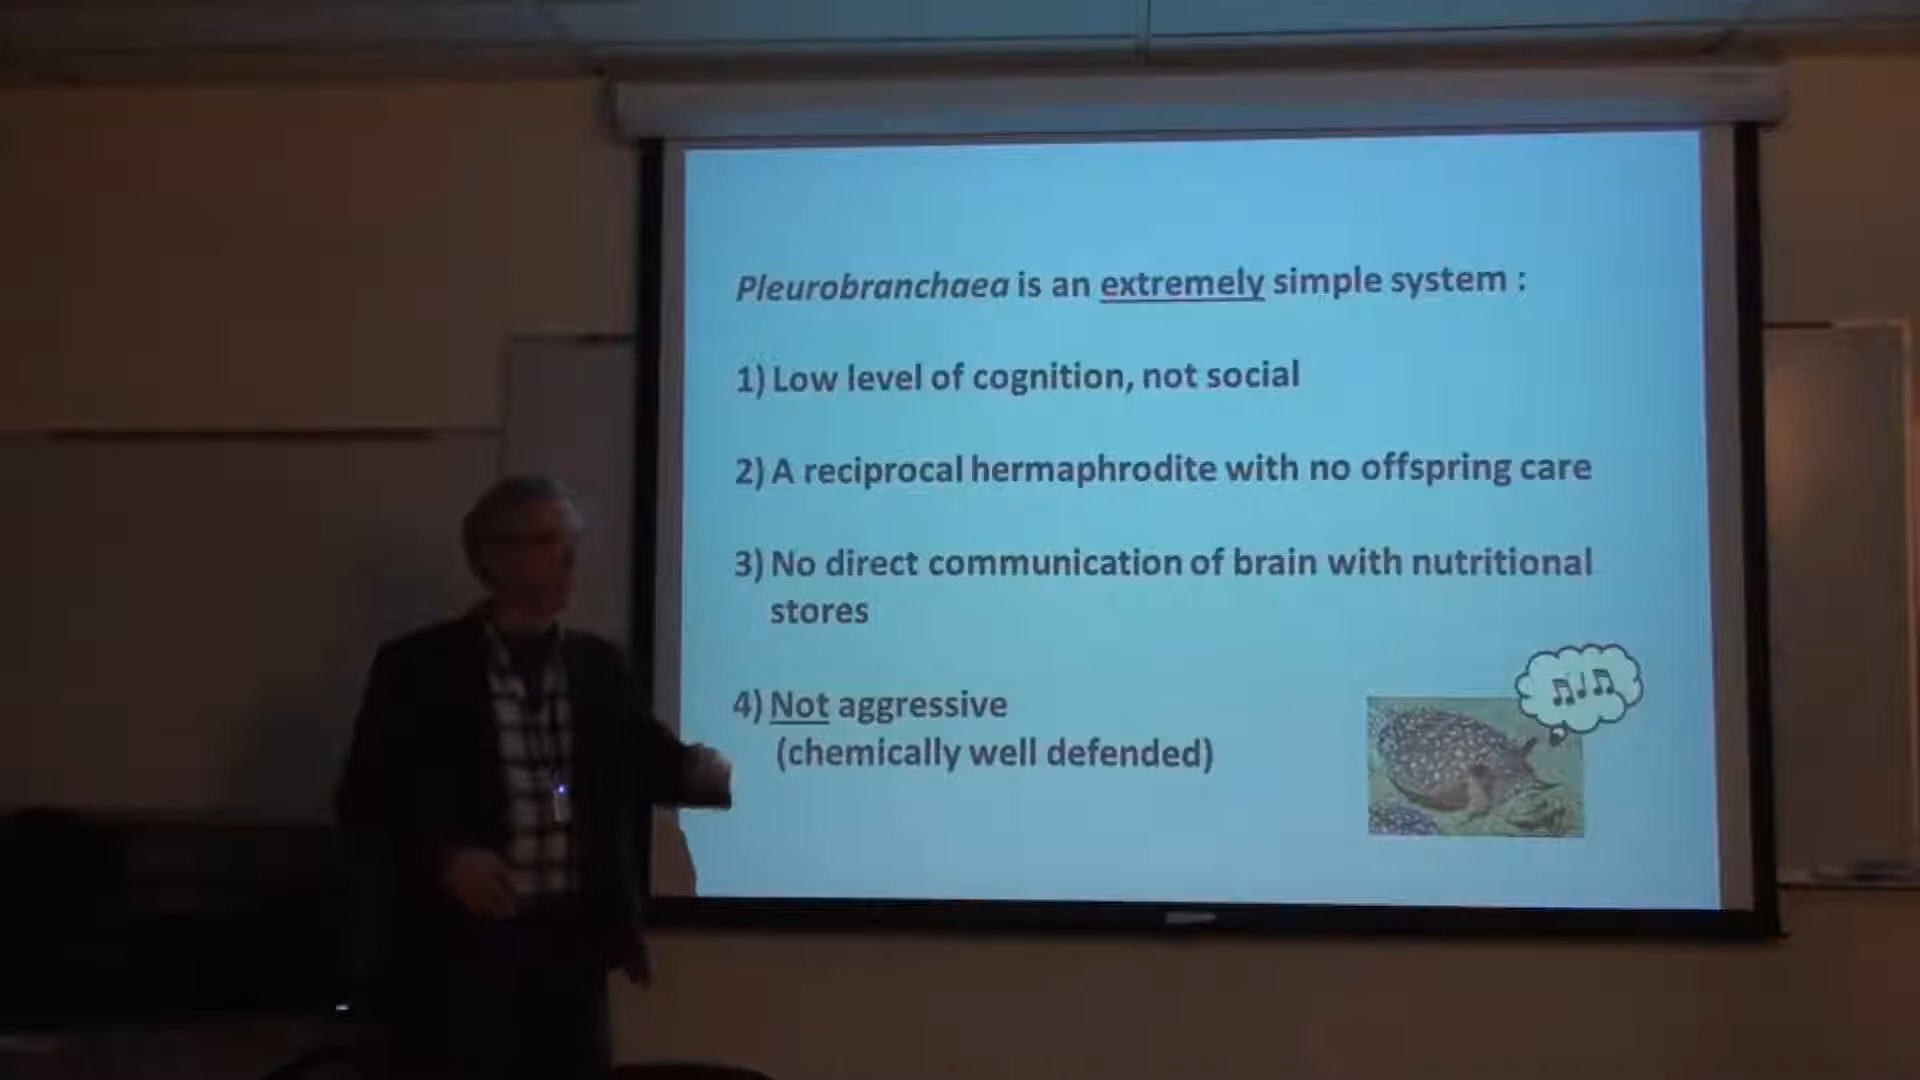 Pleurobranchaea is an extremely simple system :
1) Low level of cognition, not social
2) A reciprocal hermaphrodite with no offspring care
3) No direct communication of brain with nutritional
stores
4) Not aggressive
(chemically well defended)